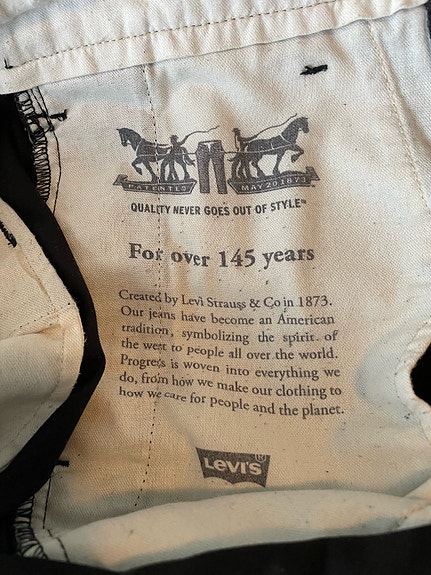 PATENTED MAY 20 1873
QUALITY NEVER GOES OUT OF STYLE™
For over 145 years
Created by Levi Strauss & Co in 1873.
Our jeans have become an American
tradition, symbolizing the spirit of
the west to people all over the world.
Progress is woven into everything we
do, from how we make our clothing to
how we care for people and the planet.
LEVI'S®